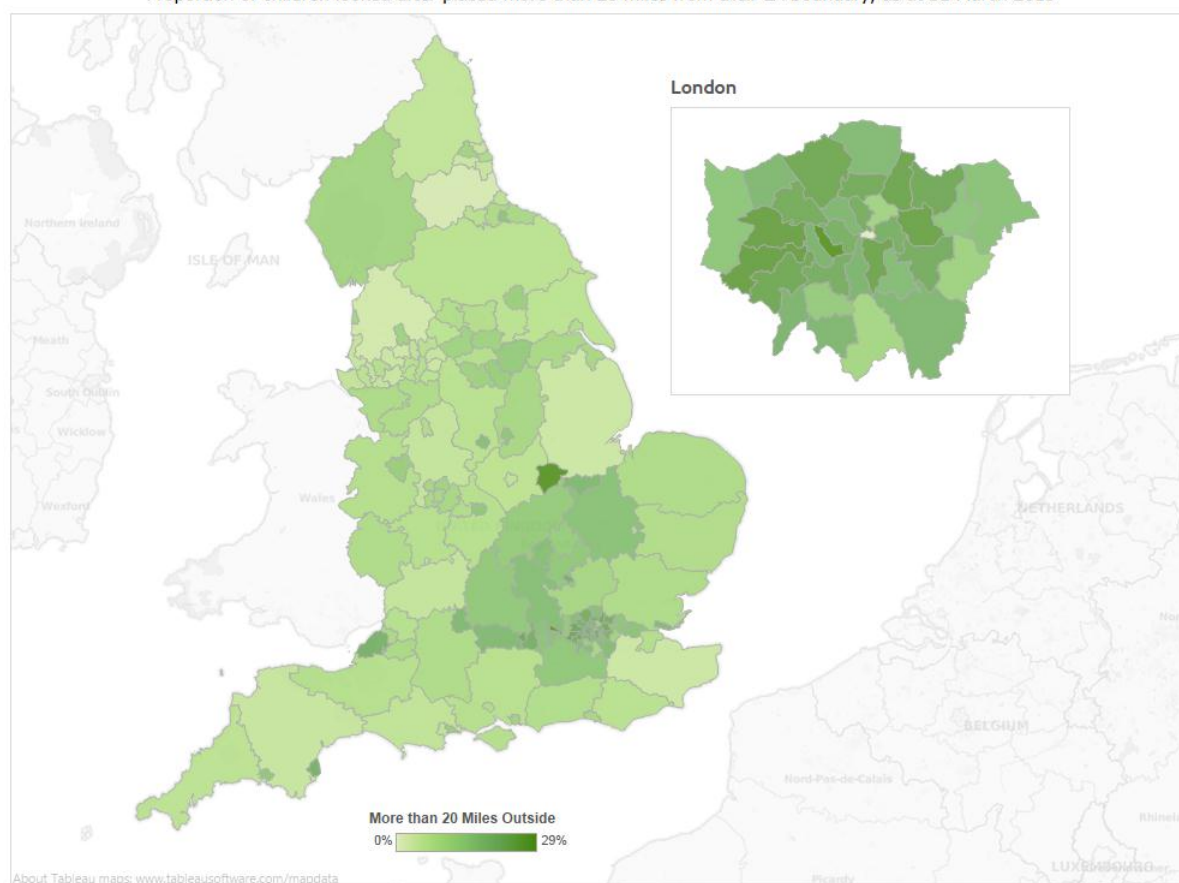 London
Northern Ireland
ISLE OF MAN
Meath
South Dublin
Wicklow
Wexford
Wales
NETHERLANDS
BELGIUM
Nord-Pas-de-Calais
Rhinela
LUXEMBOURG
Picardy
More than 20 Miles Outside
0%
29%
About Tableau maps: www.tableausoftware.com/mapdata